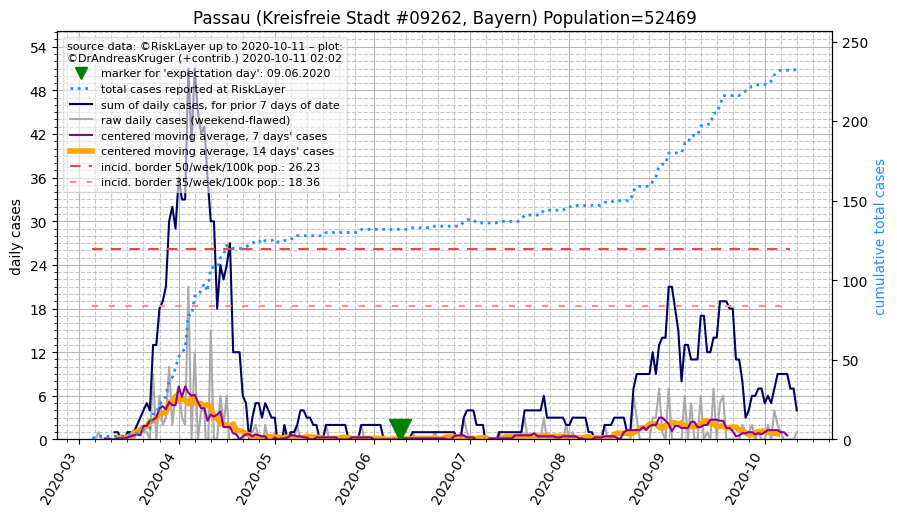 Passau (Kreisfreie Stadt #09262, Bayern) Population=52469
source data: ©RiskLayer up to 2020-10-11 – plot:
©DrAndreasKruger (+contrib.) 2020-10-11 02:02
marker for 'expectation day': 09.06.2020
total cases reported at RiskLayer
sum of daily cases, for prior 7 days of date
raw daily cases (weekend-flawed)
centered moving average, 7 days' cases
centered moving average, 14 days' cases
incid. border 50/week/100k pop.: 26.23
incid. border 35/week/100k pop.: 18.36
daily cases
54
48
42
36
30
24
18
12
6
0
250
200
150
100
50
0
cumulative total cases
2020-03
2020-04
2020-05
2020-06
2020-07
2020-08
2020-09
2020-10